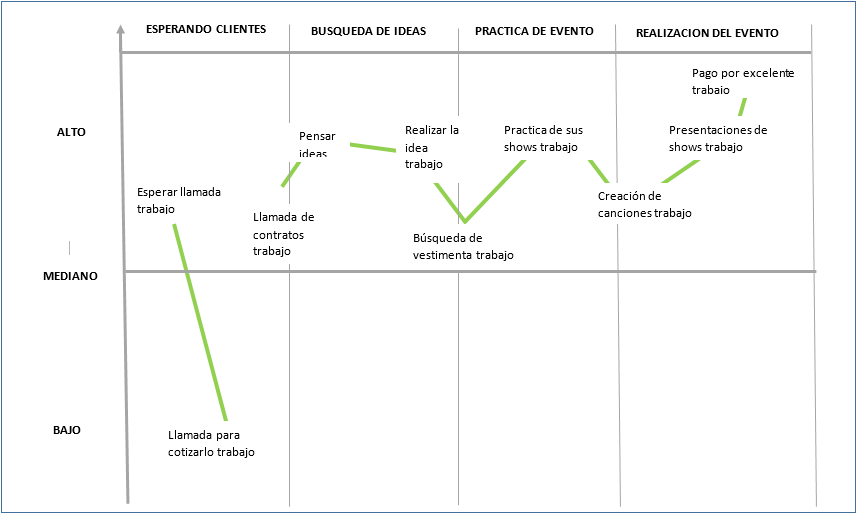 ESPERANDO CLIENTES
BUSQUEDA DE IDEAS
PRACTICA DE EVENTO
REALIZACION DEL EVENTO
ALTO
MEDIANO
BAJO
Esperar llamada
trabajo
Llamada para
cotizarlo trabajo
Llamada de
contratos
trabajo
Pensar
ideas
Realizar la
idea
trabajo
Búsqueda de
vestimenta trabajo
Practica de sus
shows trabajo
Creación de
canciones trabajo
Presentaciones de
shows trabajo
Pago por excelente
trabajo